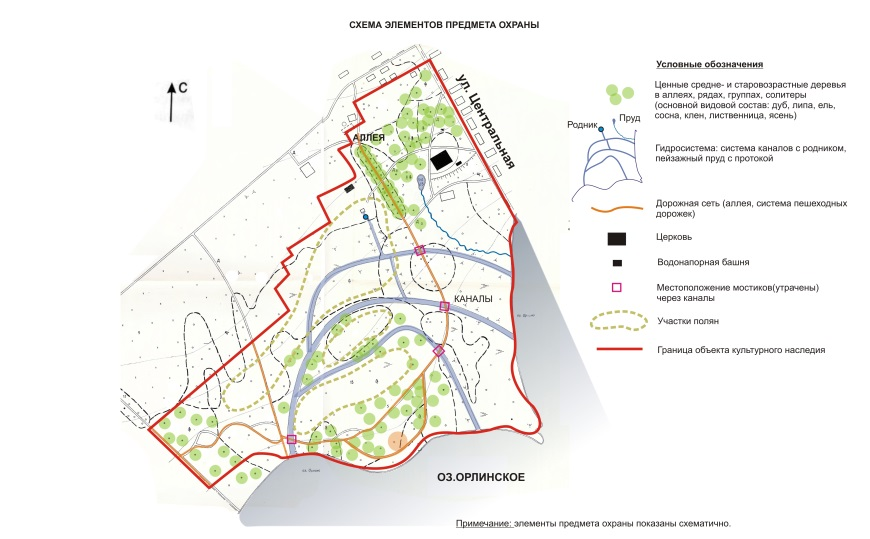 СХЕМА ЭЛЕМЕНТОВ ПРЕДМЕТА ОХРАНЫ
С
ул. Центральная
АЛЛЕЯ
КАНАЛЫ
ОЗ.ОРЛИНСКОЕ
Условные обозначения
Ценные средне- и старовозрастные деревья
в аллеях, рядах, группах, солитеры
(основной видовой состав: дуб, липа, ель,
сосна, клен, лиственница, ясень)
Родник
Пруд
Гидросистема: система каналов с родником,
пейзажный пруд с протокой
Дорожная сеть (аллея, система пешеходных
дорожек)
Церковь
Водонапорная башня
Местоположение мостиков(утрачены)
через каналы
Участки полян
Граница объекта культурного наследия
Примечание: элементы предмета охраны показаны схематично.